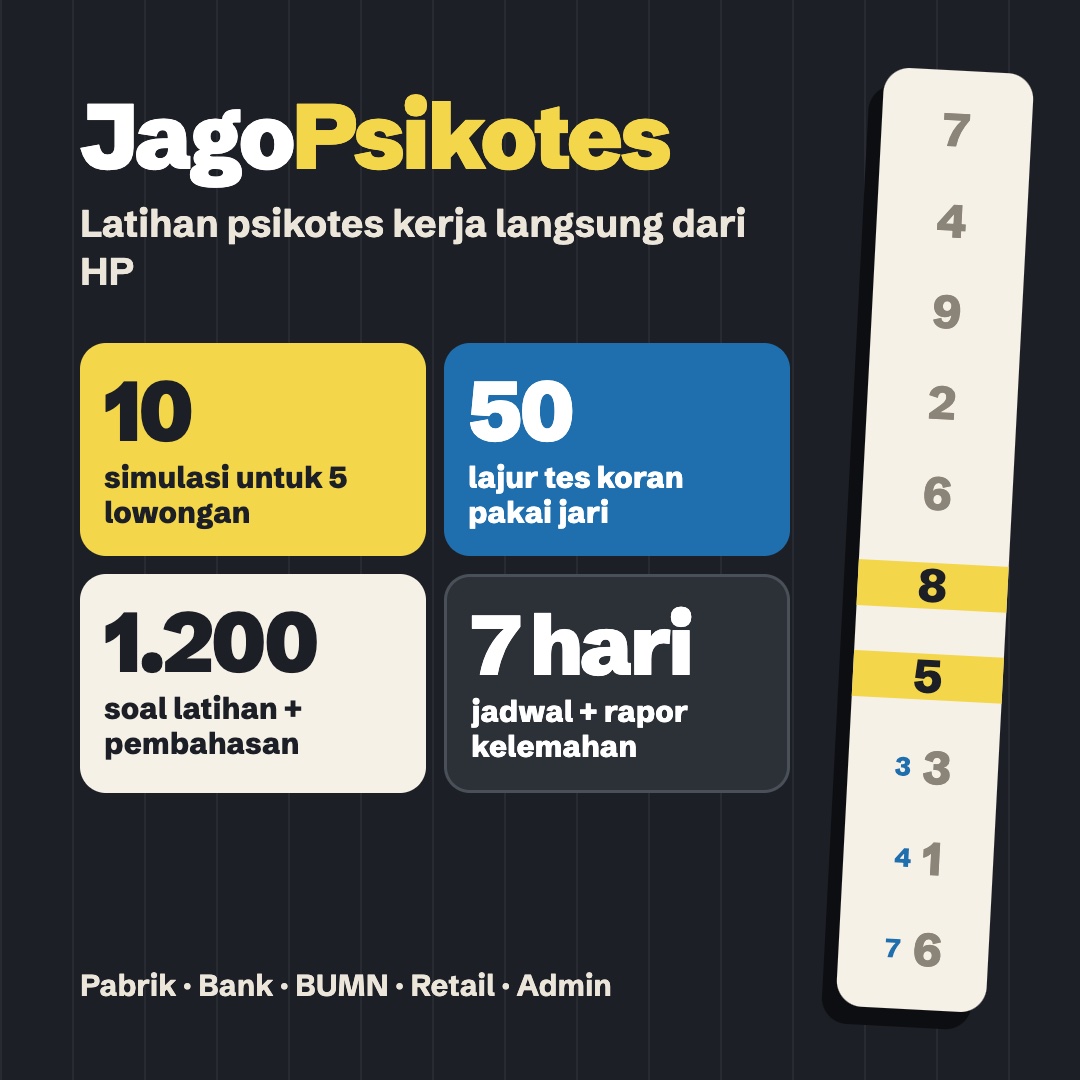 JagoPsikotes
Latihan psikotes kerja langsung dari
HP
10
simulasi untuk 5
lowongan
50
lajur tes koran
pakai jari
1.200
soal latihan +
pembahasan
7 hari
jadwal + rapor
kelemahan
Pabrik · Bank · BUMN · Retail · Admin
7
4
9
2
6
8
5
3 3
4 1
7 6